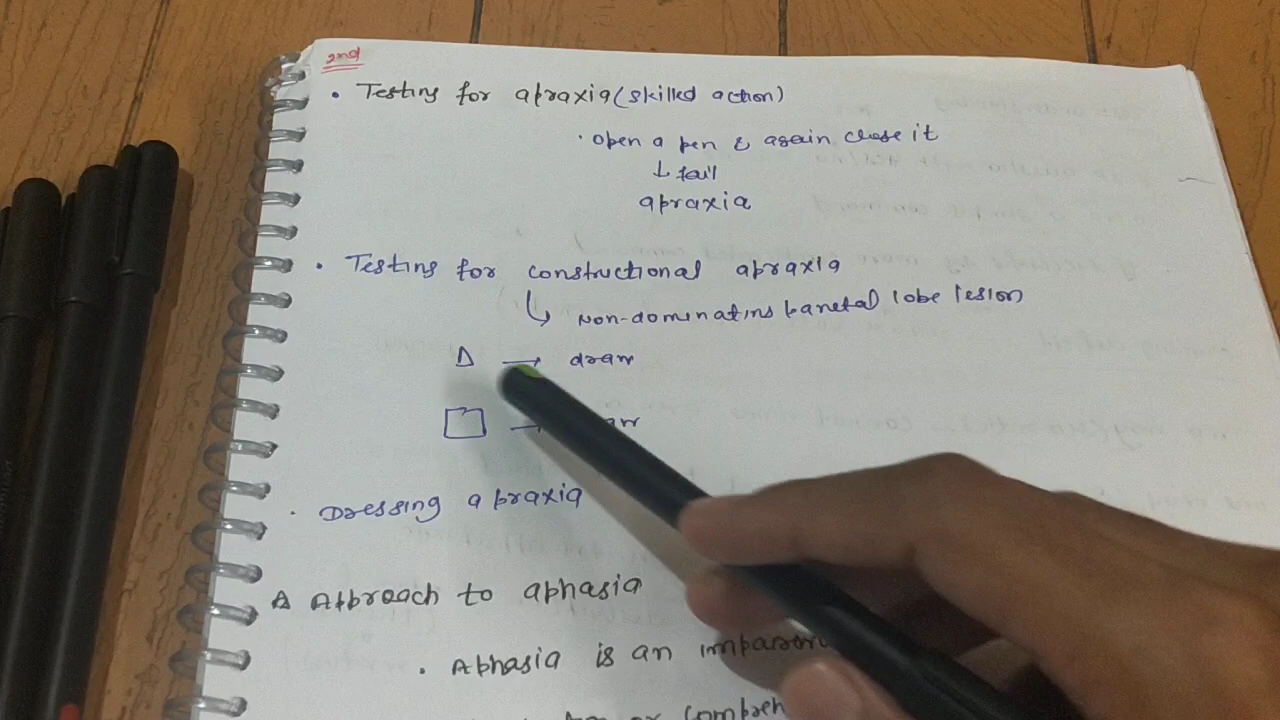 2nd
• Testing for apraxia (skilled action)
• open a pen & again close it
↓ fail
apraxia
• Testing for constructional apraxia
↳ Non-dominating parietal lobe lesion
△ → draw
□ →
• Dressing apraxia
Δ Approach to aphasia
• Aphasia is an
or